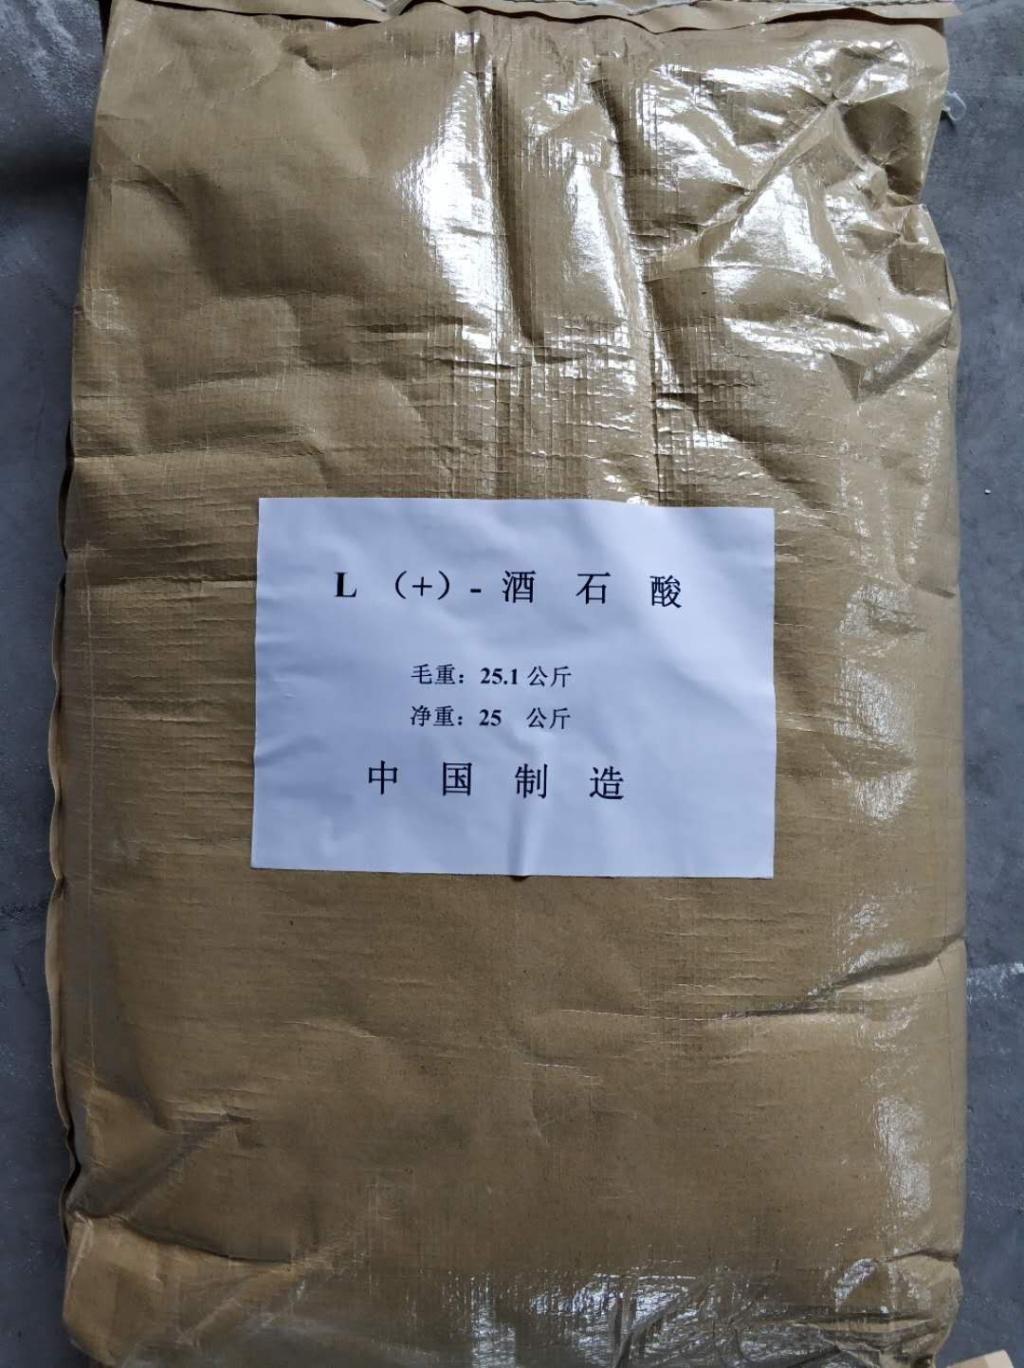 L （+）- 酒 石 酸
毛重：25.1 公斤
净重：25 公斤
中 国 制 造